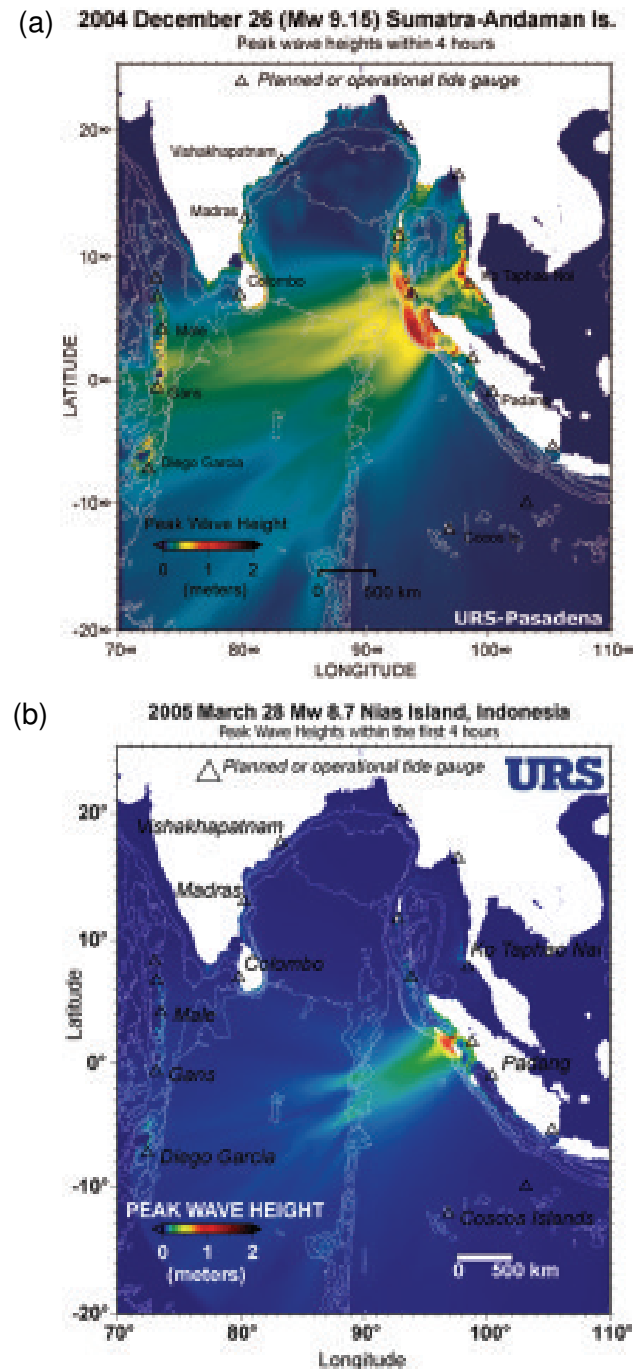 (a)
2004 December 26 (Mw 9.15) Sumatra-Andaman Is.
Peak wave heights within 4 hours
Planned or operational tide gauge
20∞
10∞
0∞
-10∞
-20∞
LATITUDE
Vishakhapatnam
Madras
Colombo
Ko Taphao Noi
Male
Gans
Padang
Diego Garcia
Cocos Is
Peak Wave Height
0 1 2
(meters)
0 500 km
URS-Pasadena
70∞ 80∞ 90∞ 100∞ 110∞
LONGITUDE
(b)
2005 March 28 Mw 8.7 Nias Island, Indonesia
Peak Wave Heights within the first 4 hours
Planned or operational tide gauge
URS
20°
10°
0°
-10°
-20°
Latitude
Vishakhapatnam
Madras
Colombo
Ko Taphao Nai
Male
Gans
Padang
Diego Garcia
Coscos Islands
PEAK WAVE HEIGHT
0 1 2
(meters)
0 500 km
70° 80° 90° 100° 110°
Longitude